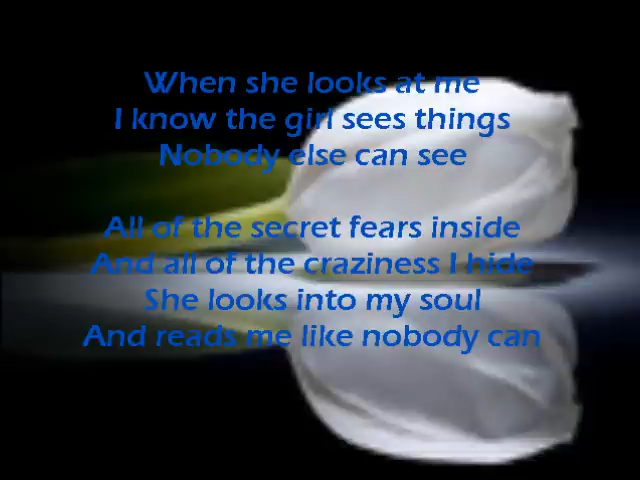 When she looks at me
I know the girl sees things
Nobody else can see
All of the secret fears inside
And all of the craziness I hide
She looks into my soul
And reads me like nobody can